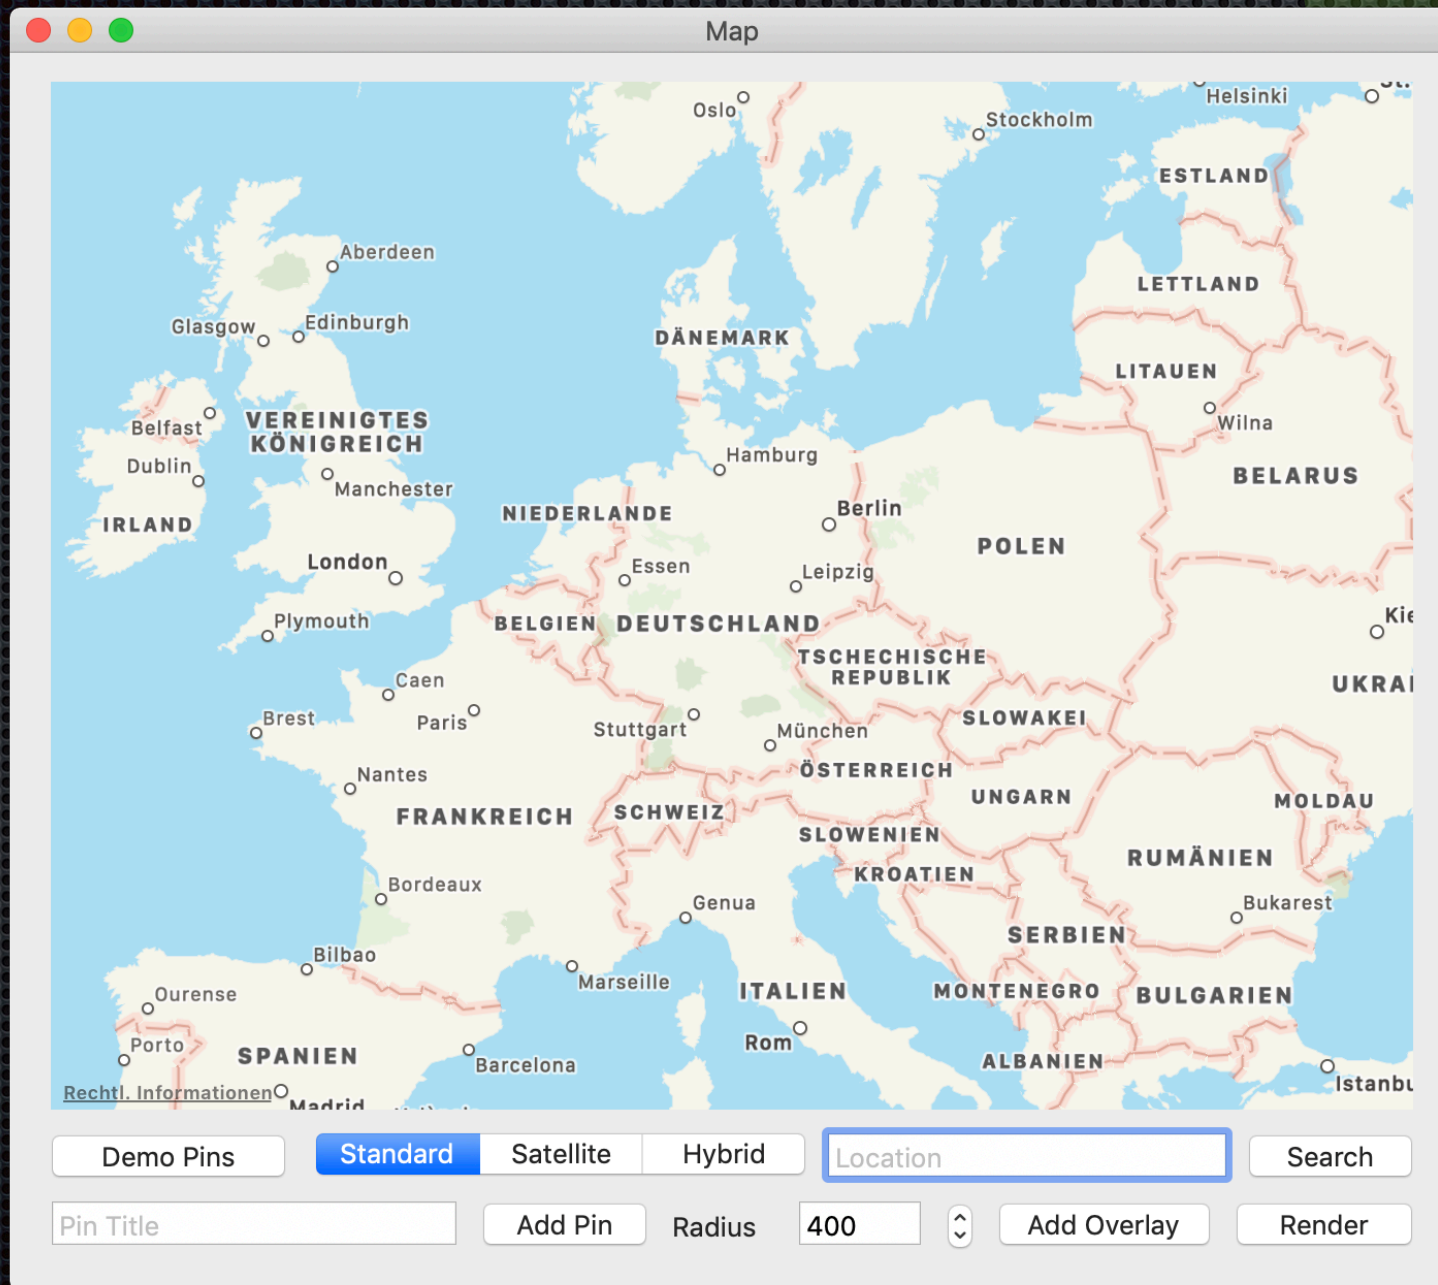 Map
Helsinki
Oslo
Stockholm
ESTLAND
Aberdeen
LETTLAND
Glasgow
Edinburgh
DÄNEMARK
LITAUEN
Belfast
VEREINIGTES
KÖNIGREICH
Wilna
Dublin
Hamburg
Manchester
BELARUS
IRLAND
NIEDERLANDE
Berlin
POLEN
London
Essen
Leipzig
Plymouth
BELGIEN
DEUTSCHLAND
Kie
TSCHECHISCHE
REPUBLIK
Caen
UKRAI
Brest
Paris
Stuttgart
München
SLOWAKEI
Nantes
ÖSTERREICH
UNGARN
MOLDAU
FRANKREICH
SCHWEIZ
SLOWENIEN
RUMÄNIEN
KROATIEN
Bordeaux
Genua
Bukarest
SERBIEN
Bilbao
Marseille
Ourense
ITALIEN
MONTENEGRO
BULGARIEN
Porto
SPANIEN
Rom
Barcelona
ALBANIEN
Istanbu
Rechtl. Informationen
Madrid
Demo Pins
Standard
Satellite
Hybrid
Location
Search
Pin Title
Add Pin
Radius
400
Add Overlay
Render